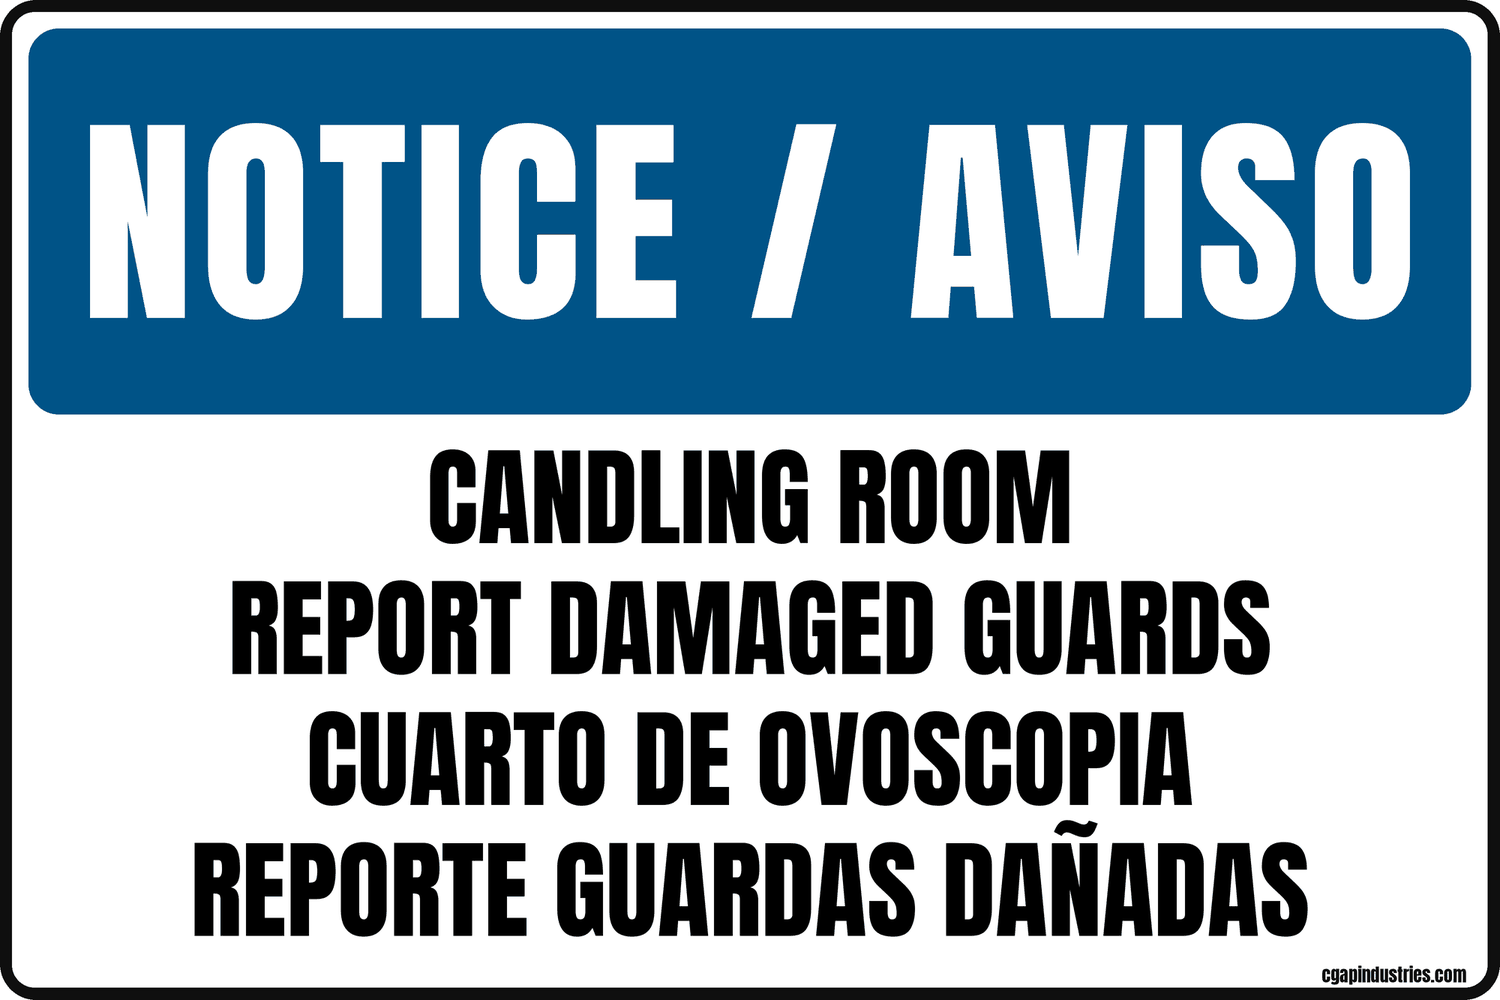 NOTICE / AVISO
CANDLING ROOM
REPORT DAMAGED GUARDS
CUARTO DE OVOSCOPIA
REPORTE GUARDAS DAÑADAS
cgapindustries.com